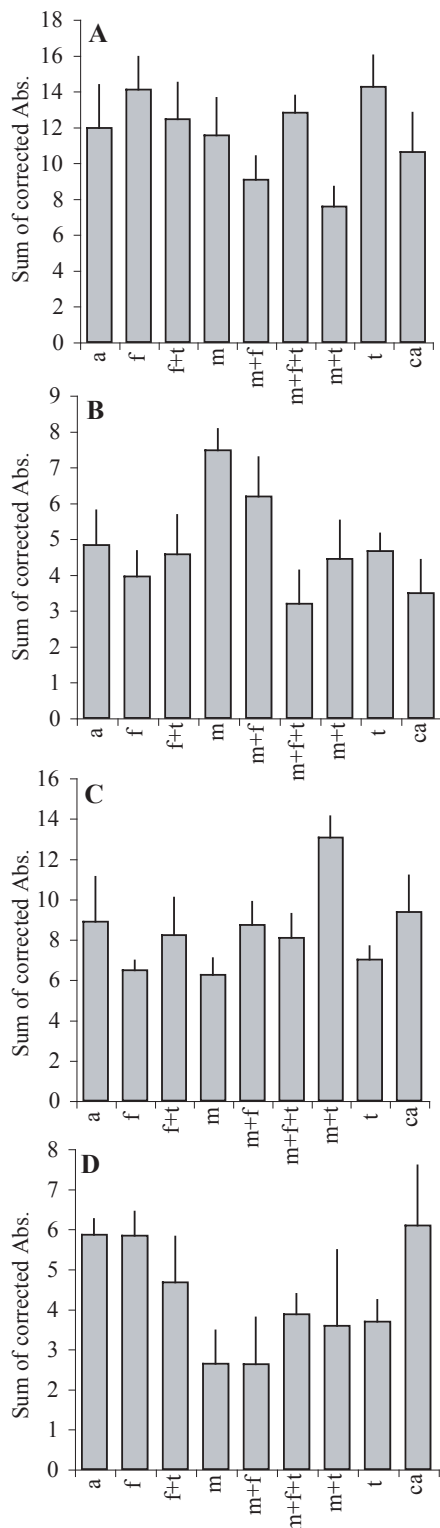 A
Sum of corrected Abs.
18
16
14
12
10
8
6
4
2
0
a
f
f+t
m
m+f
m+f+t
m+t
t
ca
B
Sum of corrected Abs.
9
8
7
6
5
4
3
2
1
0
a
f
f+t
m
m+f
m+f+t
m+t
t
ca
C
Sum of corrected Abs.
16
14
12
10
8
6
4
2
0
a
f
f+t
m
m+f
m+f+t
m+t
t
ca
D
Sum of corrected Abs.
8
7
6
5
4
3
2
1
0
a
f
f+t
m
m+f
m+f+t
m+t
t
ca